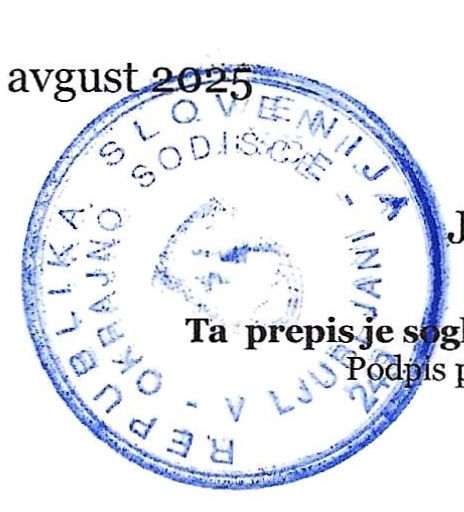 avgust 2025
REPUBLIKA SLOVENIJA
OKRAJNO SODIŠČE - V LJUBLJANI -
J
Ta prepis je sogl
Podpis p